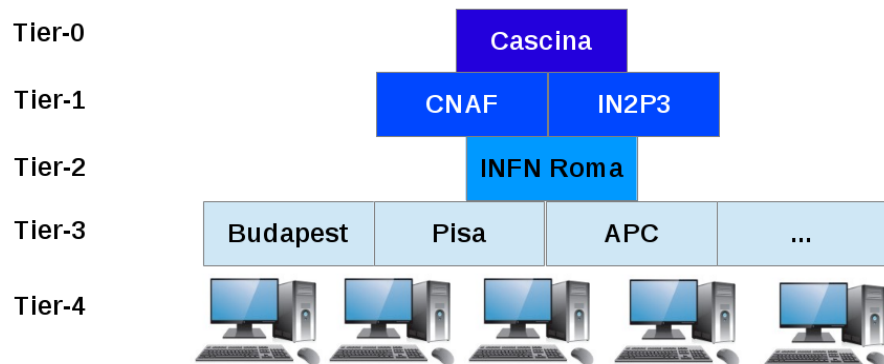 Tier-0 Cascina
Tier-1 CNAF IN2P3
Tier-2 INFN Roma
Tier-3 Budapest Pisa APC ...
Tier-4